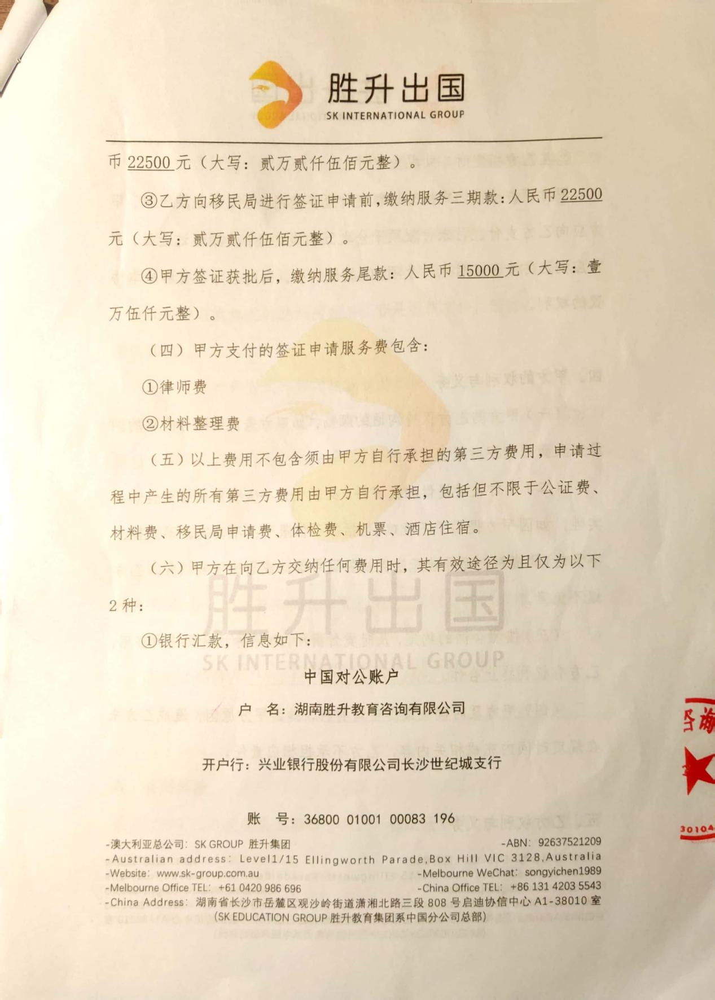 胜升出国
SK INTERNATIONAL GROUP
币 22500 元（大写：贰万贰仟伍佰元整）。
③乙方向移民局进行签证申请前,缴纳服务三期款:人民币 22500
元（大写：贰万贰仟伍佰元整）。
④甲方签证获批后，缴纳服务尾款：人民币 15000 元（大写：壹
万伍仟元整）。
（四）甲方支付的签证申请服务费包含：
①律师费
②材料整理费
（五）以上费用不包含须由甲方自行承担的第三方费用，申请过
程中产生的所有第三方费用由甲方自行承担，包括但不限于公证费、
材料费、移民局申请费、体检费、机票、酒店住宿。
（六）甲方在向乙方交纳任何费用时，其有效途径为且仅为以下
2 种：
胜升出国
①银行汇款，信息如下：
SK INTERNATIONAL GROUP
中国对公账户
户 名：湖南胜升教育咨询有限公司
开户行：兴业银行股份有限公司长沙世纪城支行
账 号：36800 01001 00083 196
咨询
30104
-澳大利亚总公司：SK GROUP 胜升集团 -ABN：92637521209
-Australian address：Level1/15 Ellingworth Parade,Box Hill VIC 3128,Australia
-Website：www.sk-group.com.au -Melbourne WeChat：songyichen1989
-Melbourne Office TEL：+61 0420 986 696 -China Office TEL：+86 131 4203 5543
-China Address：湖南省长沙市岳麓区观沙岭街道潇湘北路三段 808 号启迪协信中心 A1-38010 室
(SK EDUCATION GROUP 胜升教育集团系中国分公司总部)